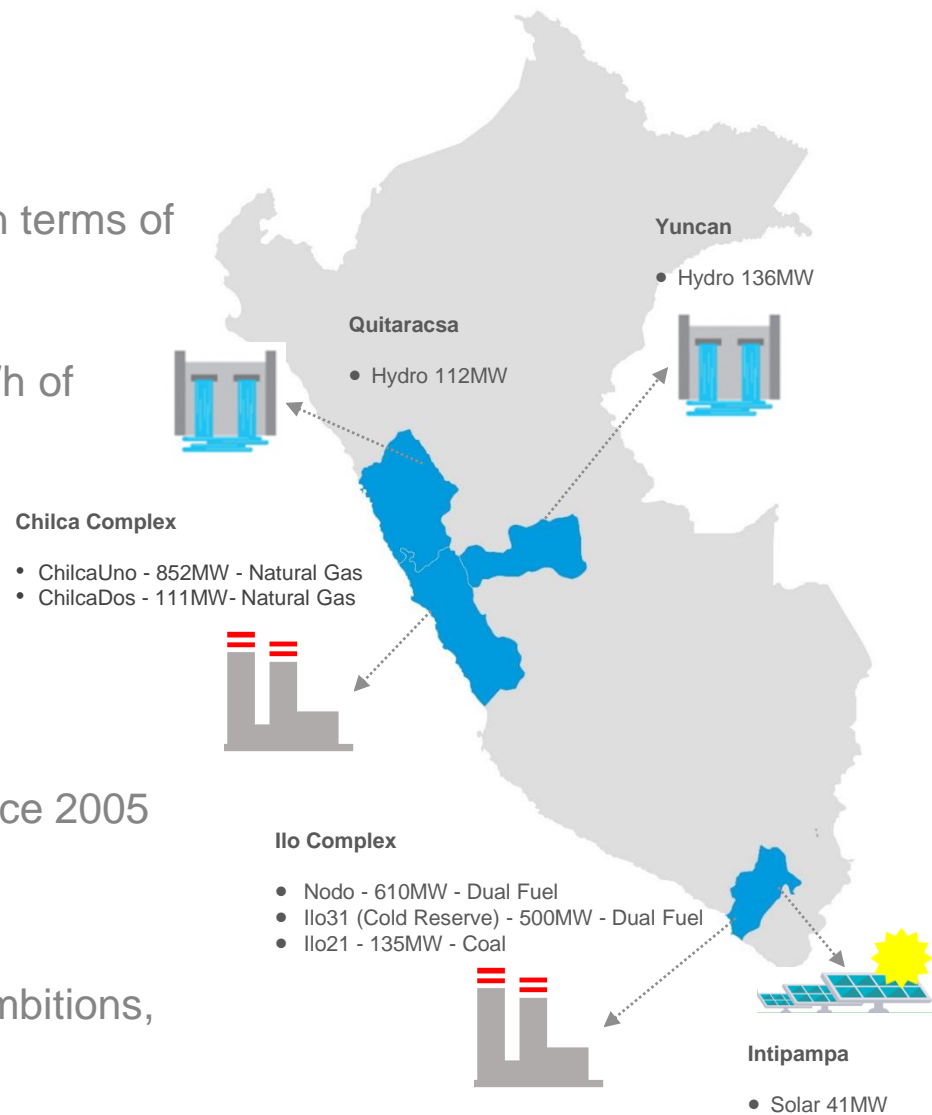 n terms of
Yuncan
• Hydro 136MW
Quitaracsa
• Hydro 112MW
/h of
Chilca Complex
• ChilcaUno - 852MW - Natural Gas
• ChilcaDos - 111MW- Natural Gas
ce 2005
Ilo Complex
• Nodo - 610MW - Dual Fuel
• Ilo31 (Cold Reserve) - 500MW - Dual Fuel
• Ilo21 - 135MW - Coal
mbitions,
Intipampa
• Solar 41MW